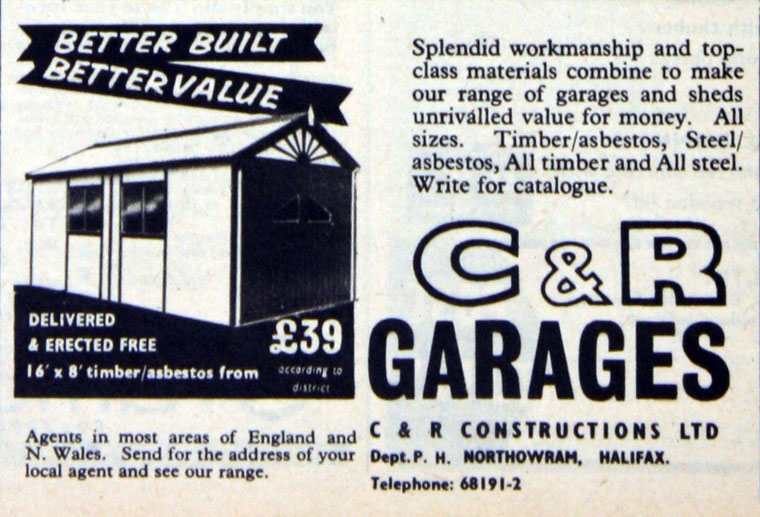 BETTER BUILT
BETTER VALUE
DELIVERED
& ERECTED FREE
16' x 8' timber/asbestos from
£39
according to
district
Agents in most areas of England and
N. Wales. Send for the address of your
local agent and see our range.
Splendid workmanship and top-
class materials combine to make
our range of garages and sheds
unrivalled value for money. All
sizes. Timber/asbestos, Steel/
asbestos, All timber and All steel.
Write for catalogue.
C & R
GARAGES
C & R CONSTRUCTIONS LTD
Dept. P. H. NORTHOWRAM, HALIFAX.
Telephone: 68191-2